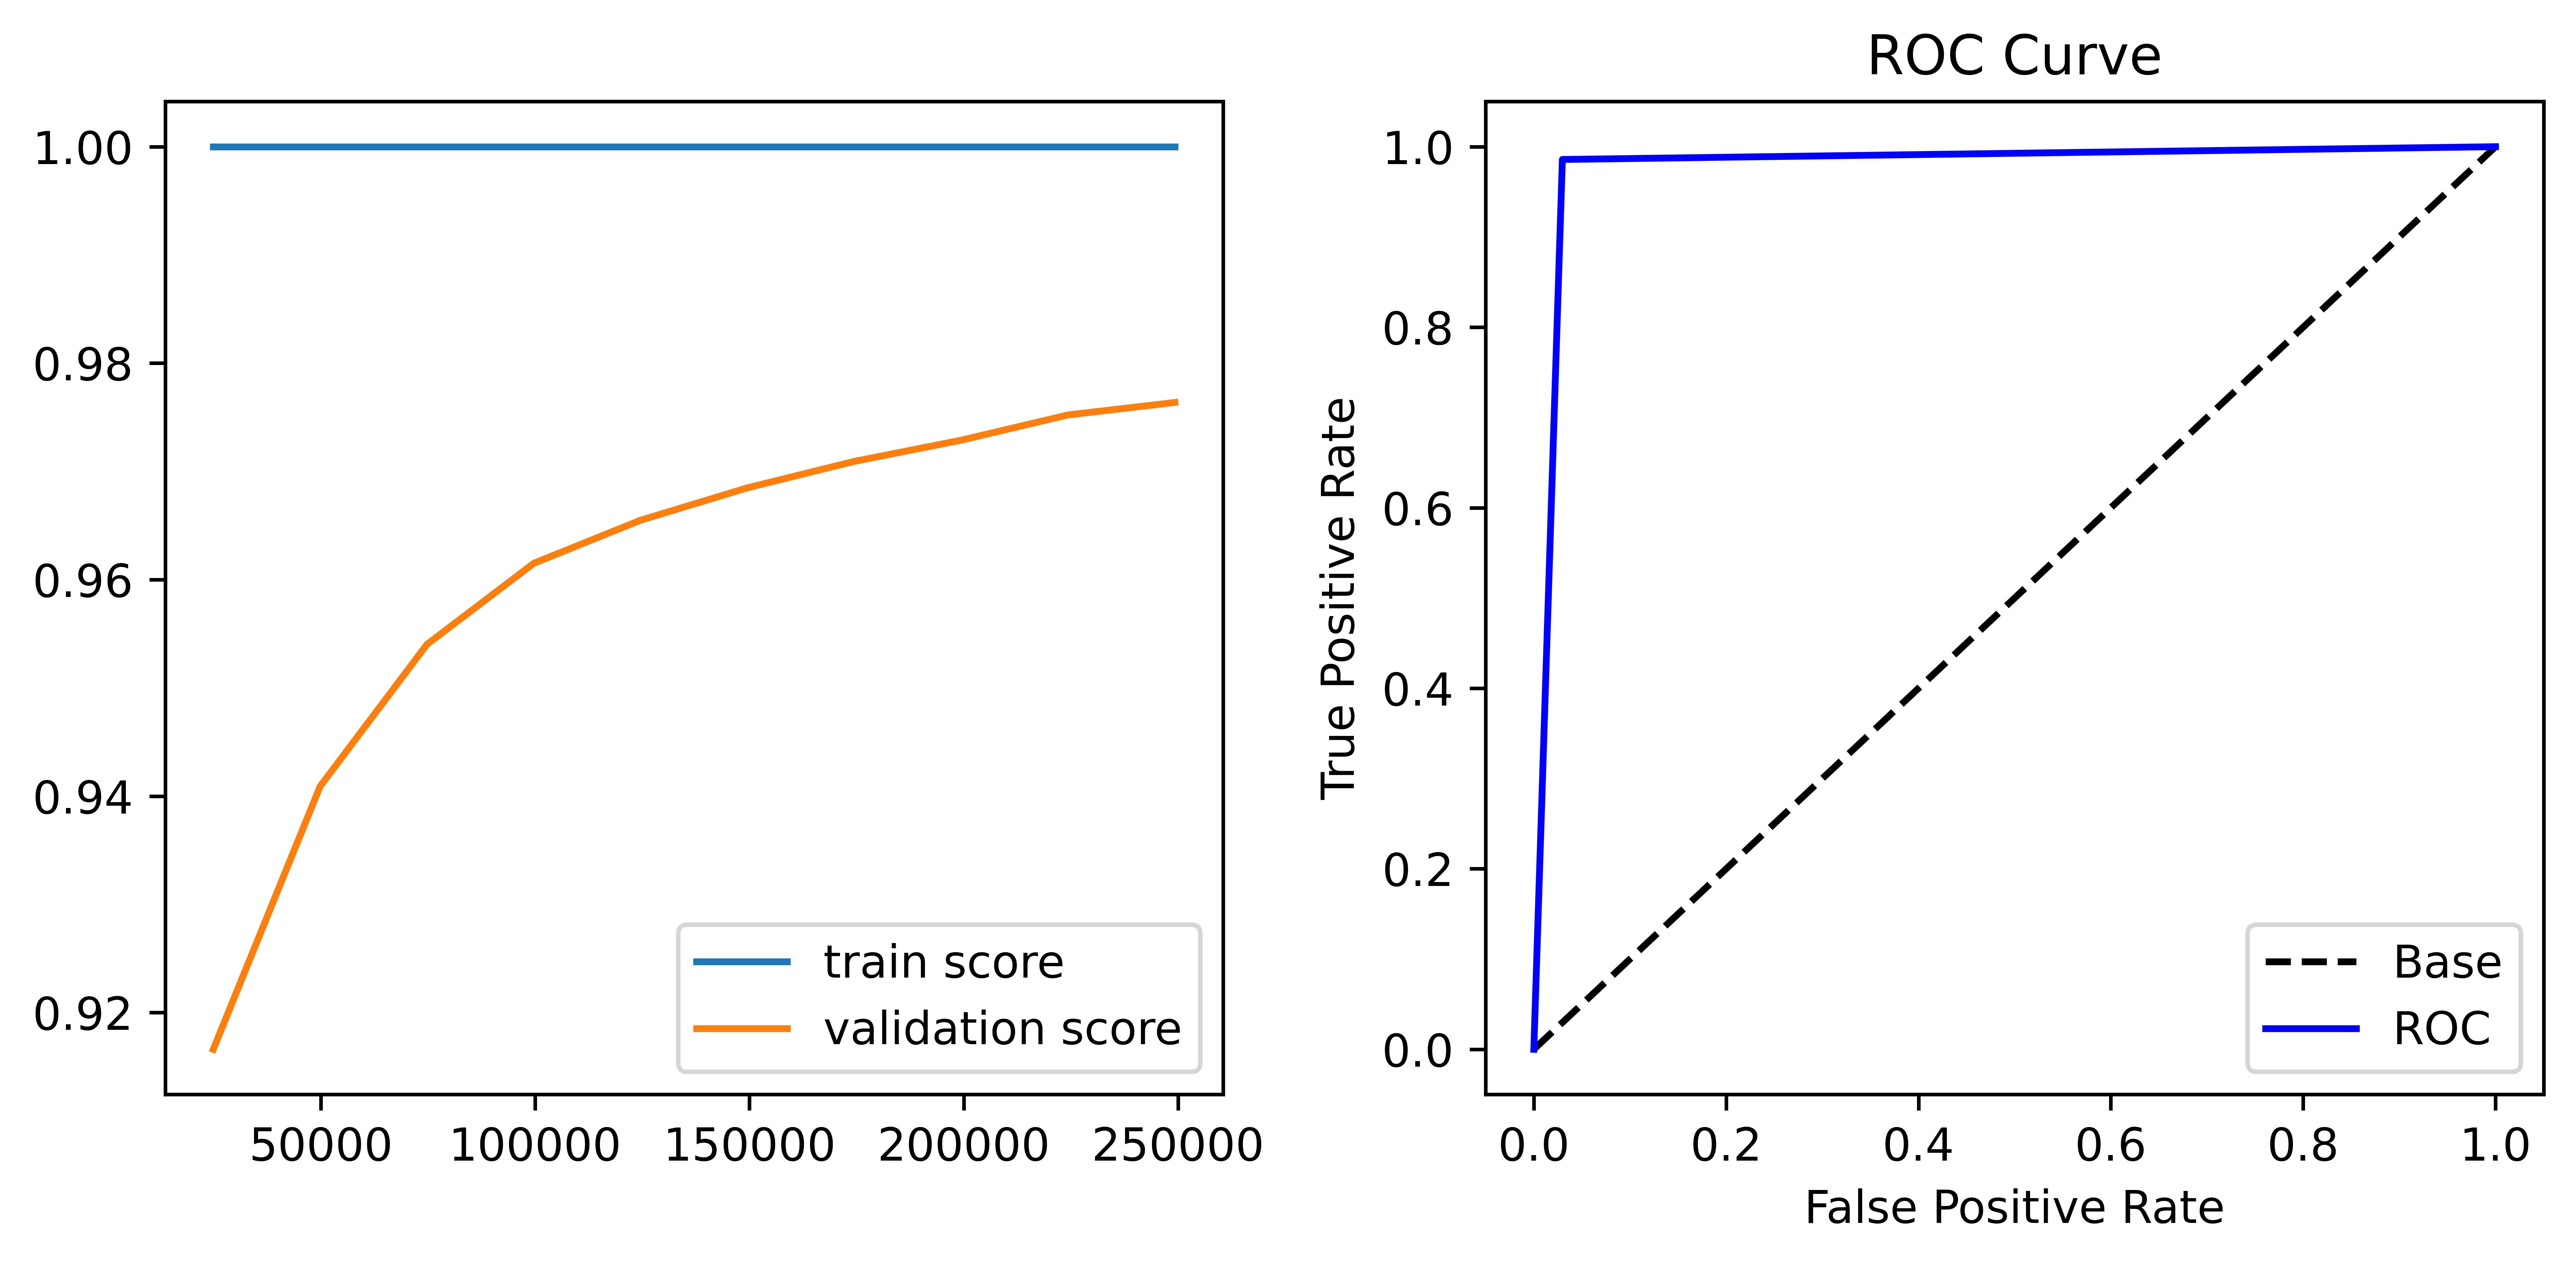 1.00
0.98
0.96
0.94
0.92
50000 100000 150000 200000 250000
train score
validation score
ROC Curve
True Positive Rate
1.0
0.8
0.6
0.4
0.2
0.0
0.0 0.2 0.4 0.6 0.8 1.0
False Positive Rate
Base
ROC